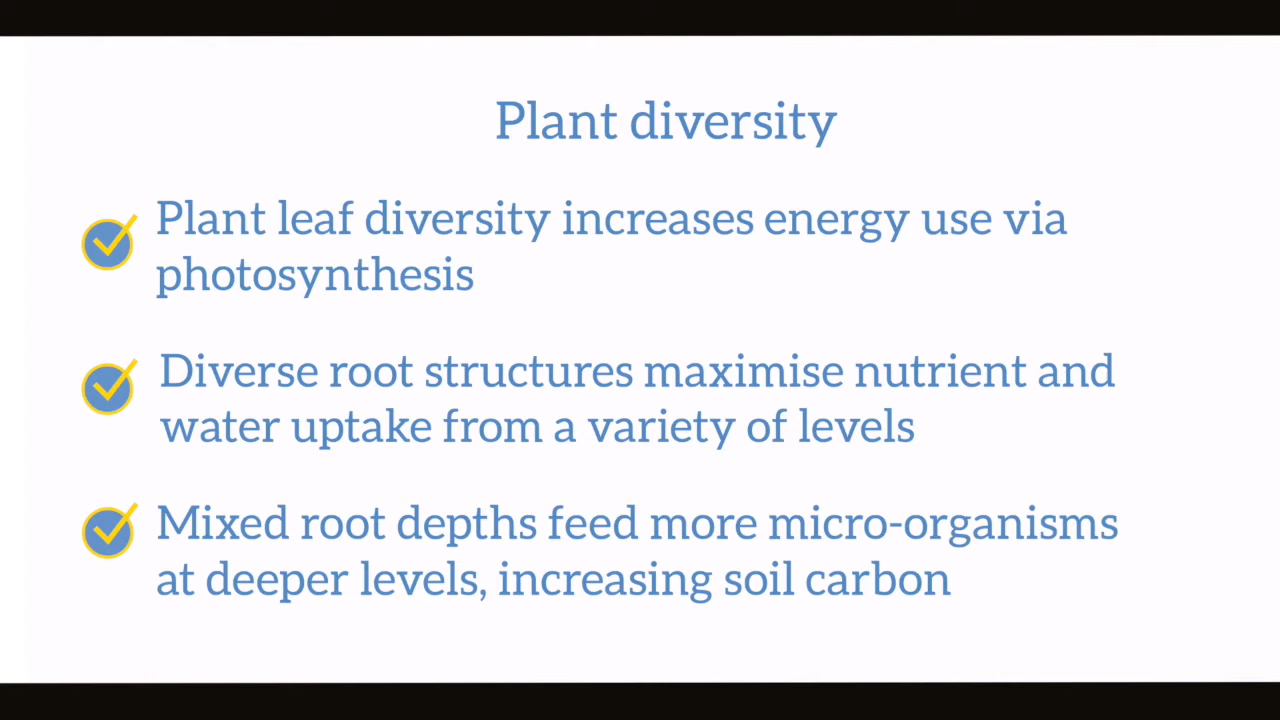 Plant diversity
Plant leaf diversity increases energy use via
photosynthesis
Diverse root structures maximise nutrient and
water uptake from a variety of levels
Mixed root depths feed more micro-organisms
at deeper levels, increasing soil carbon